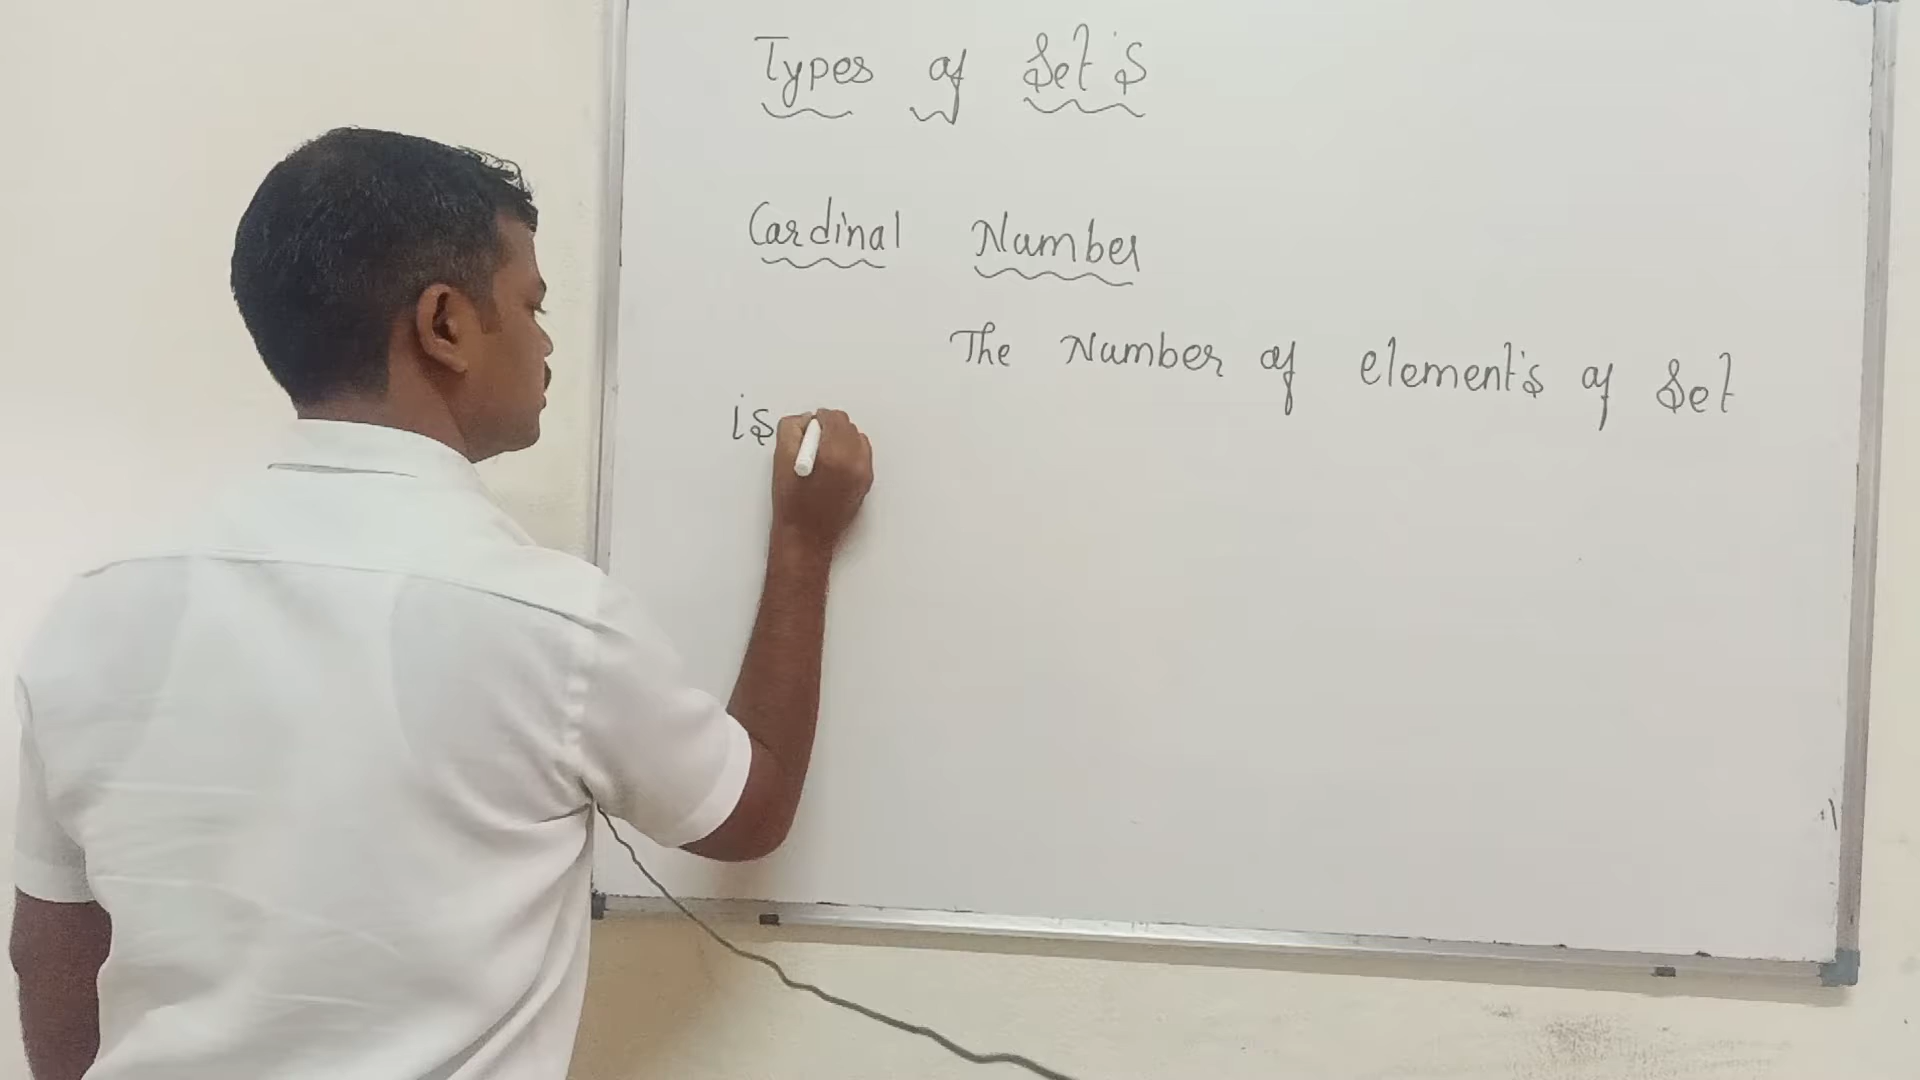 Types of Set's
Cardinal Number
The Number of element's of Set
is